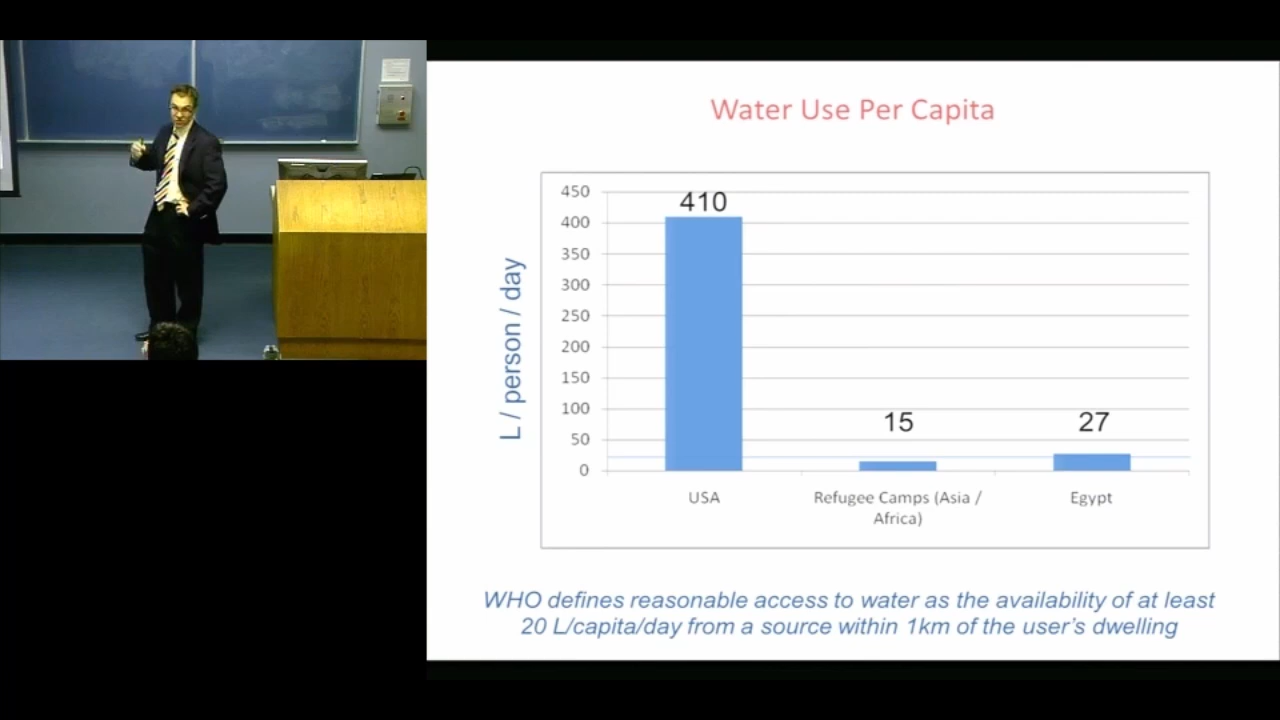 Water Use Per Capita
L / person / day
450
400
350
300
250
200
150
100
50
0
410
15
27
USA
Refugee Camps (Asia /
Africa)
Egypt
WHO defines reasonable access to water as the availability of at least
20 L/capita/day from a source within 1km of the user's dwelling